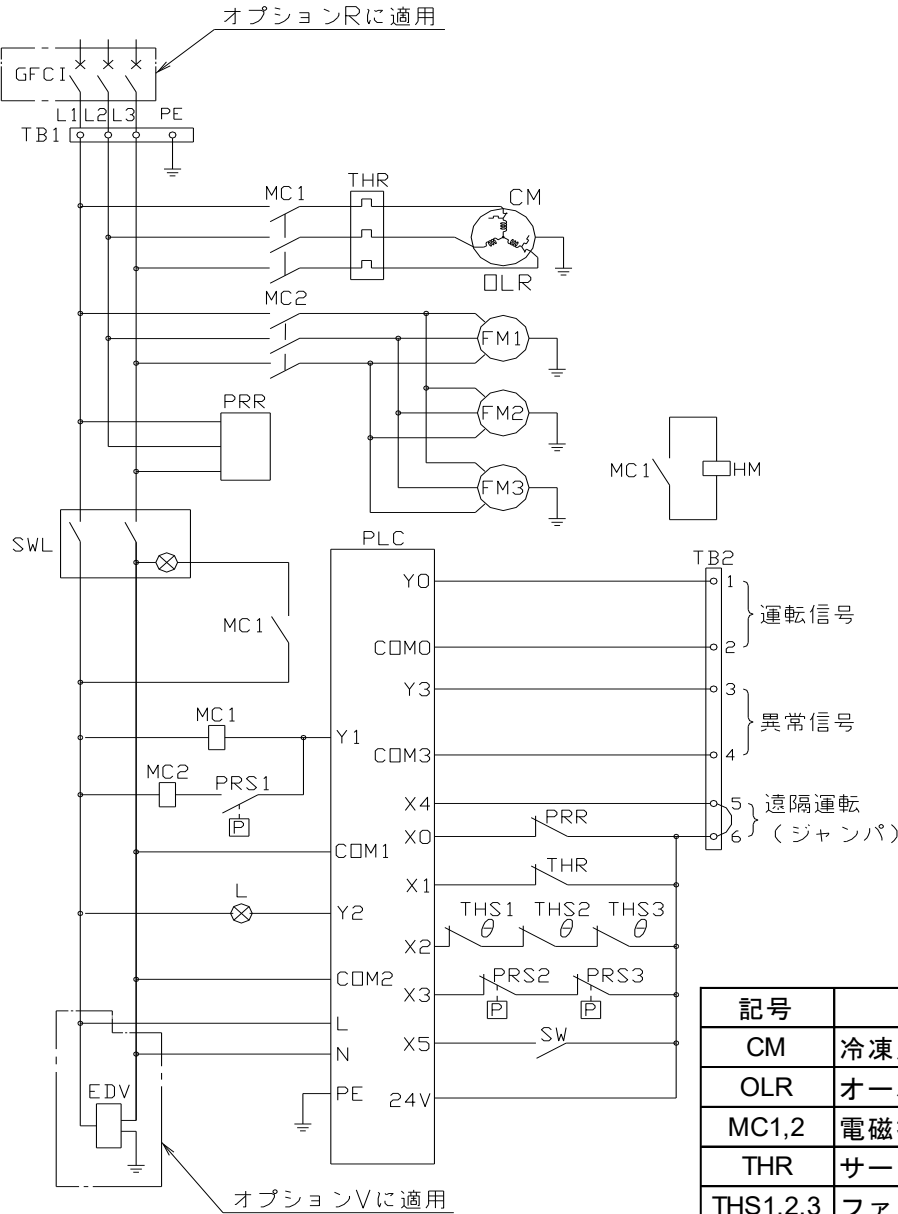 オプションRに適用
GFCI
L1 L2 L3 PE
TB1
MC1
THR
CM
OLR
MC2
FM1
PRR
FM2
FM3
MC1
HM
SWL
PLC
TB2
Y0
1
運転信号
MC1
COM0
2
Y3
3
異常信号
MC1
Y1
COM3
4
MC2
PRS1
P
X4
5
遠隔運転
(ジャンパ)
PRR
X0
6
COM1
THR
X1
L
Y2
THS1 THS2 THS3
θ θ θ
X2
COM2
PRS2 PRS3
X3
P P
L
SW
X5
N
EDV
PE
24V
オプションVに適用
記号
CM 冷凍
OLR オー
MC1,2 電磁
THR サー
THS1,2,3 ファ